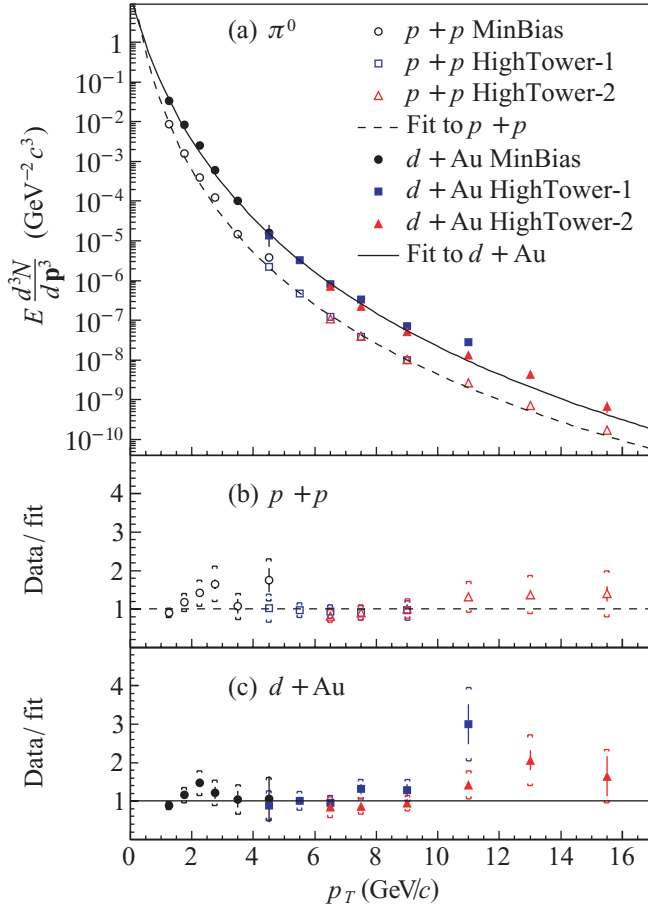 (a) π⁰
p + p MinBias
p + p HighTower-1
p + p HighTower-2
Fit to p + p
d + Au MinBias
d + Au HighTower-1
d + Au HighTower-2
Fit to d + Au
E d³N/dp³ (GeV⁻² c³)
1
10⁻¹
10⁻²
10⁻³
10⁻⁴
10⁻⁵
10⁻⁶
10⁻⁷
10⁻⁸
10⁻⁹
10⁻¹⁰
(b) p + p
Data/ fit
4
3
2
1
(c) d + Au
Data/ fit
4
3
2
1
0 2 4 6 8 10 12 14 16
p_T (GeV/c)